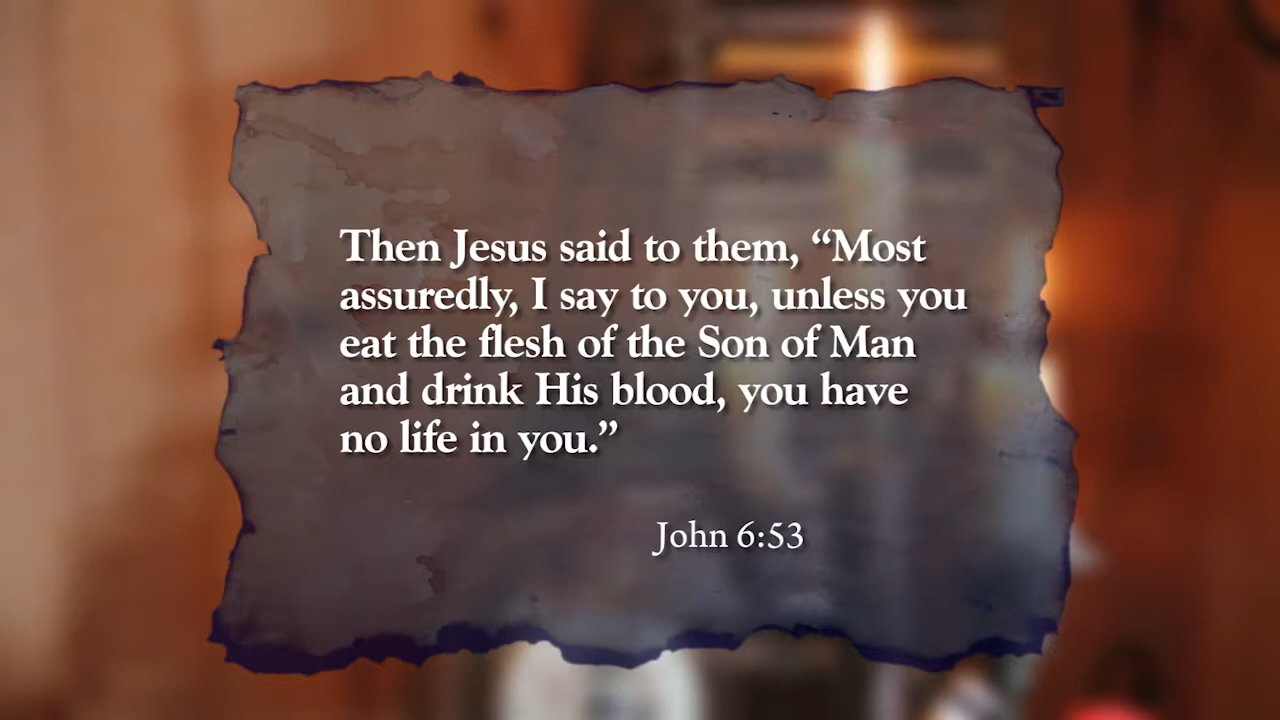 Then Jesus said to them, “Most
assuredly, I say to you, unless you
eat the flesh of the Son of Man
and drink His blood, you have
no life in you.”
John 6:53